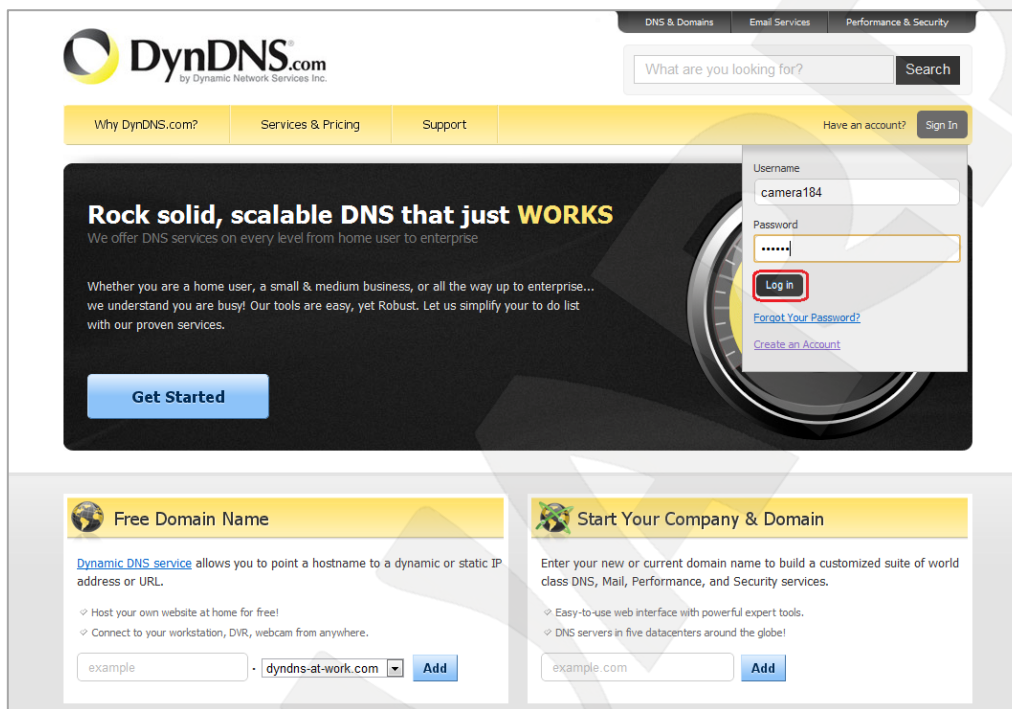 DNS & Domains Email Services Performance & Security
DynDNS.com
by Dynamic Network Services Inc.
What are you looking for? Search
Why DynDNS.com? Services & Pricing Support Have an account? Sign In
Username
camera184
Password
••••••
Log in
Forgot Your Password?
Create an Account
Rock solid, scalable DNS that just WORKS
We offer DNS services on every level from home user to enterprise
Whether you are a home user, a small & medium business, or all the way up to enterprise...
we understand you are busy! Our tools are easy, yet Robust. Let us simplify your to do list
with our proven services.
Get Started
Free Domain Name
Dynamic DNS service allows you to point a hostname to a dynamic or static IP
address or URL.
Host your own website at home for free!
Connect to your workstation, DVR, webcam from anywhere.
example . dyndns-at-work.com Add
Start Your Company & Domain
Enter your new or current domain name to build a customized suite of world
class DNS, Mail, Performance, and Security services.
Easy-to-use web interface with powerful expert tools.
DNS servers in five datacenters around the globe!
example.com Add